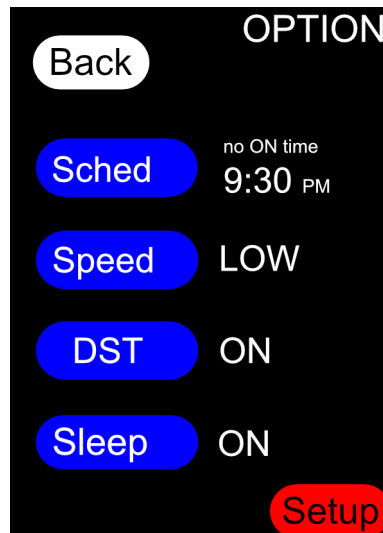 OPTION
Back
no ON time
Sched 9:30 PM
Speed LOW
DST ON
Sleep ON
Setup